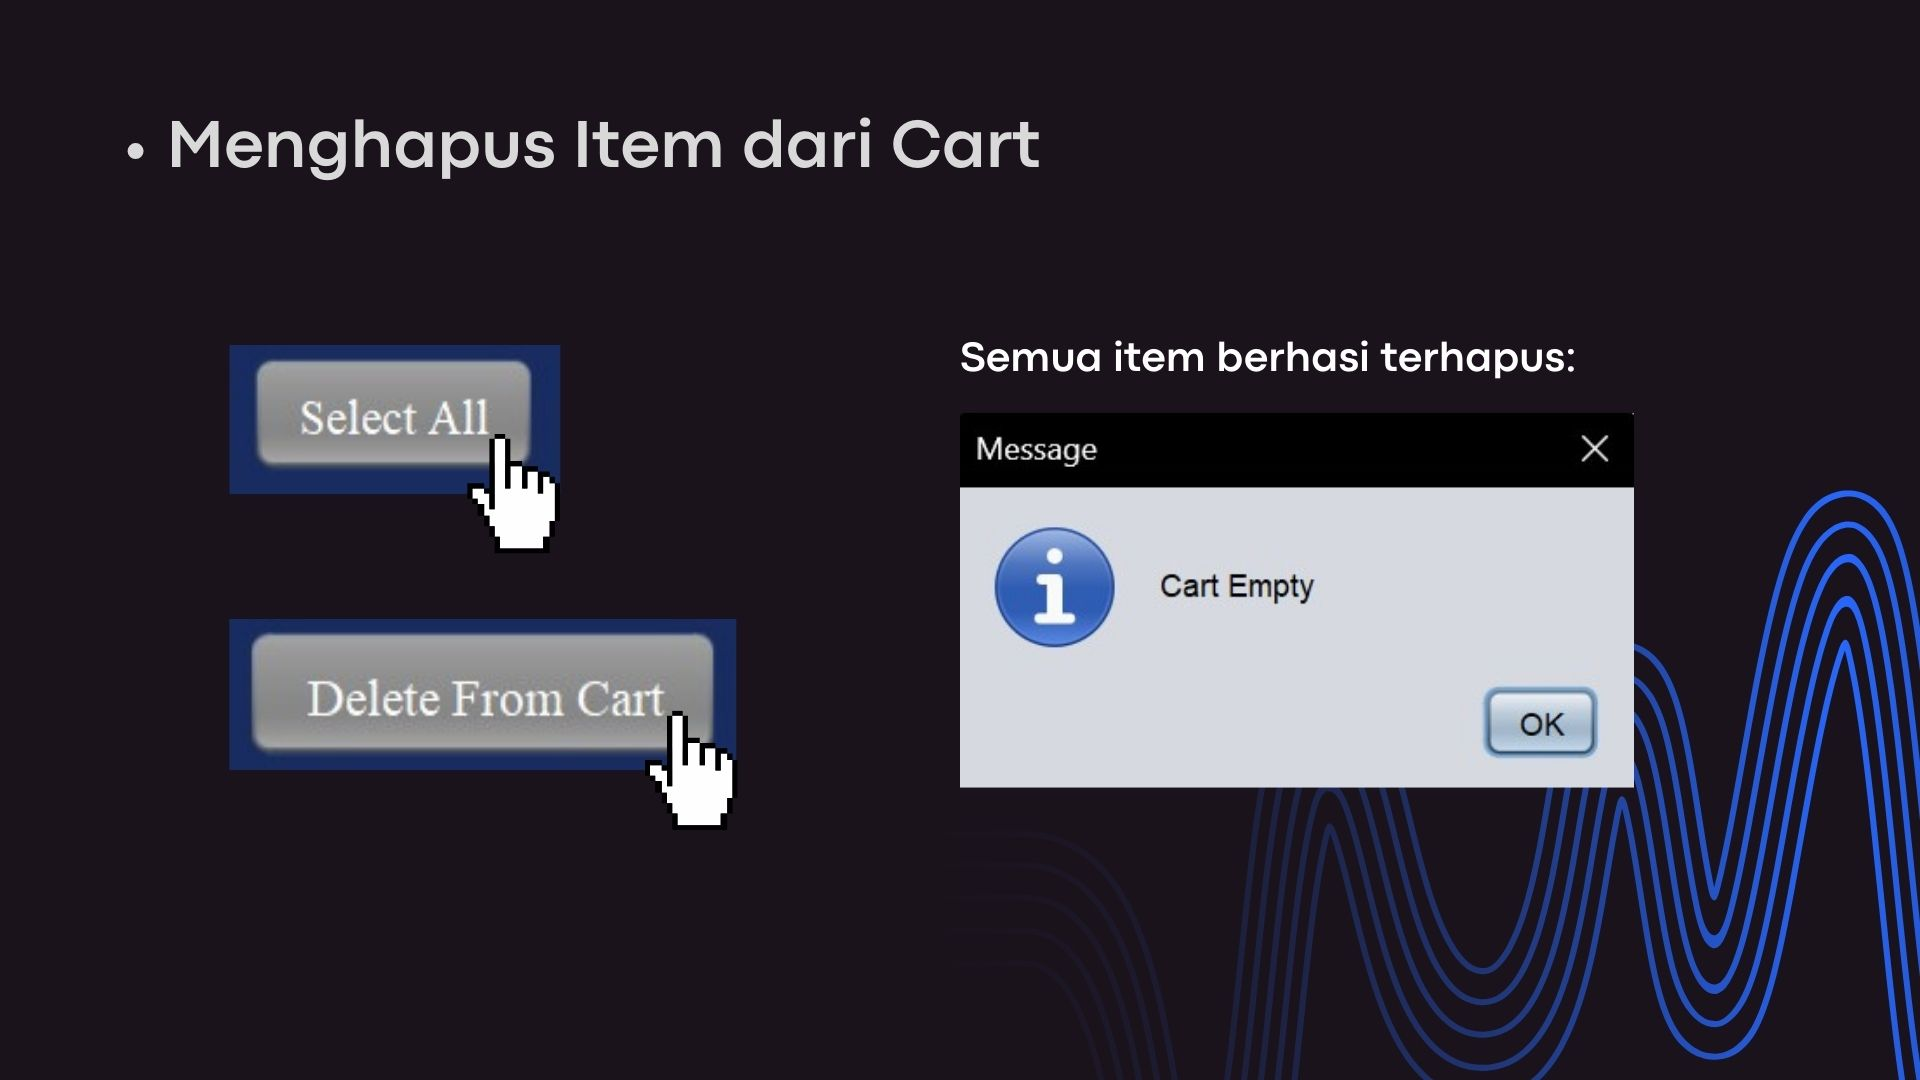 • Menghapus Item dari Cart
Select All
Delete From Cart
Semua item berhasi terhapus:
Message
Cart Empty
OK